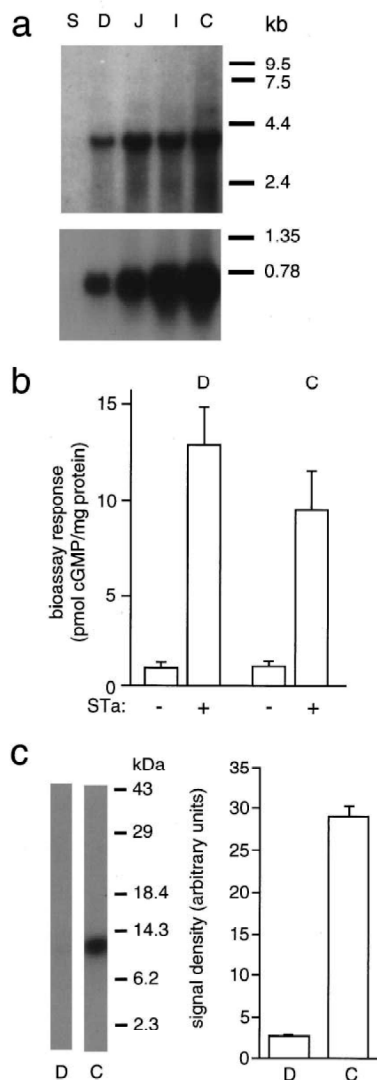 a
S D J I C kb
9.5
7.5
4.4
2.4
1.35
0.78
b
D C
15
10
5
0
bioassay response
(pmol cGMP/mg protein)
STa: - + - +
c
kDa
43
29
18.4
14.3
6.2
2.3
D C
signal density (arbitrary units)
35
30
25
20
15
10
5
0
D C